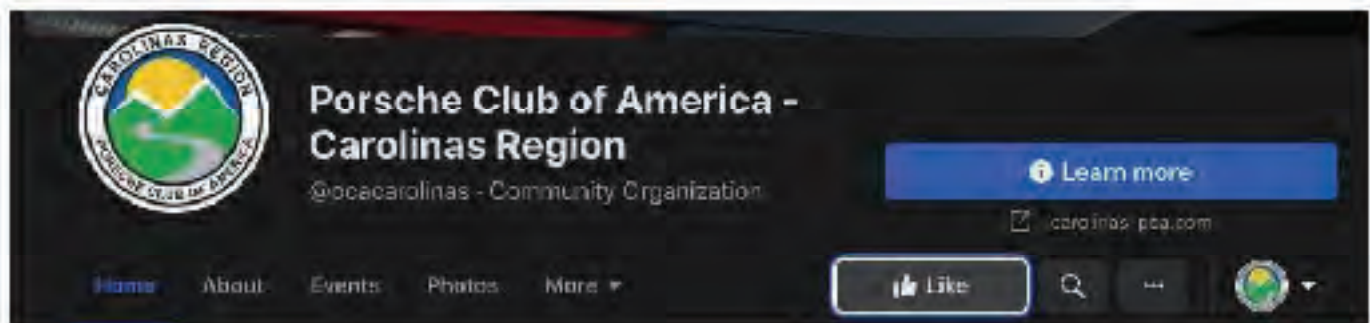 CAROLINAS REGION
PORSCHE CLUB OF AMERICA
Porsche Club of America -
Carolinas Region
@pcacarolinas - Community Organization
Learn more
carolinas-pca.com
Home About Events Photos More
Like